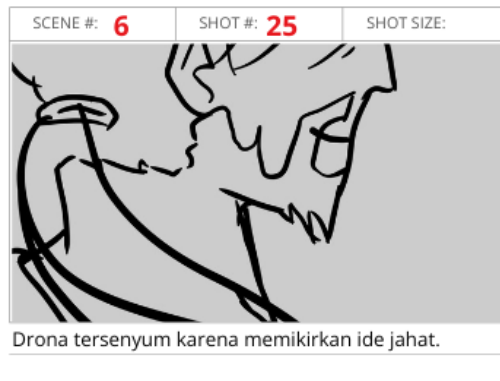 SCENE #: 6 SHOT #: 25 SHOT SIZE:
Drona tersenyum karena memikirkan ide jahat.